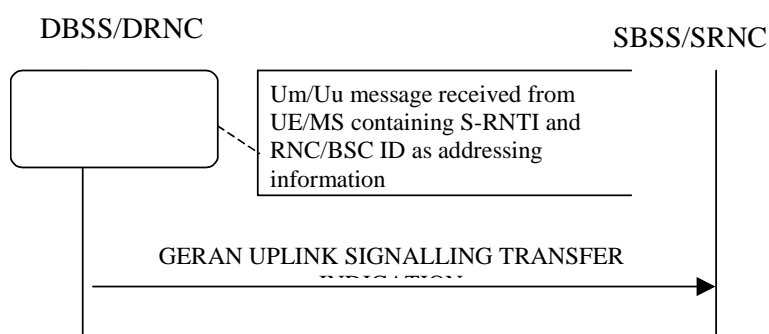 DBSS/DRNC
SBSS/SRNC
Um/Uu message received from
UE/MS containing S-RNTI and
RNC/BSC ID as addressing
information
GERAN UPLINK SIGNALLING TRANSFER